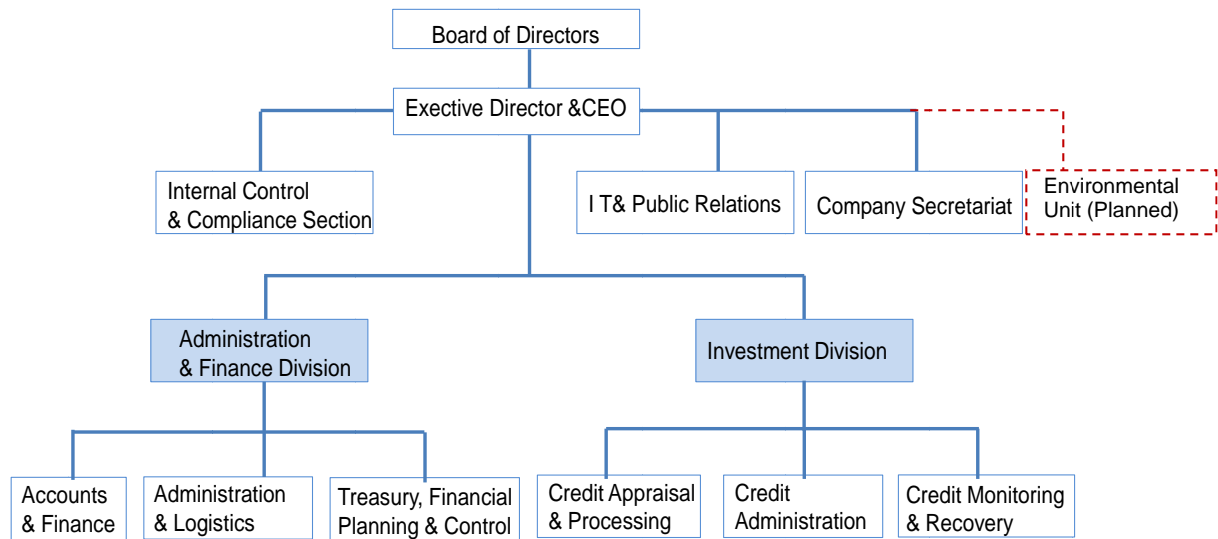 Board of Directors
Exective Director &CEO
Internal Control
& Compliance Section
I T& Public Relations
Company Secretariat
Environmental
Unit (Planned)
Administration
& Finance Division
Investment Division
Accounts
& Finance
Administration
& Logistics
Treasury, Financial
Planning & Control
Credit Appraisal
& Processing
Credit
Administration
Credit Monitoring
& Recovery